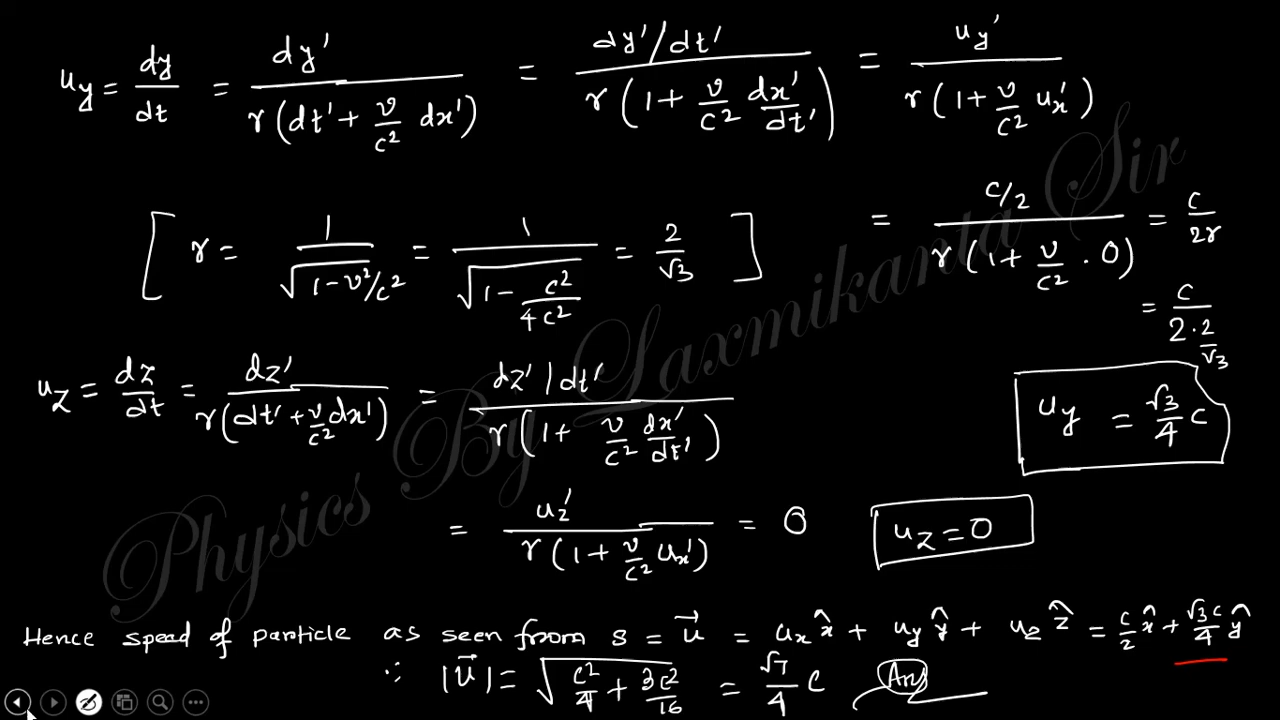 u_y = dy/dt = dy'/(γ(dt' + v/c² dx')) = (dy'/dt')/(γ(1 + v/c² dx'/dt')) = u_y'/(γ(1 + v/c² u_x'))
[γ = 1/√(1-v²/c²) = 1/√(1 - c²/4c²) = 2/√3]
= (c/2)/(γ(1 + v/c² · 0)) = c/2γ
= c/(2·2/√3)
u_z = dz/dt = dz'/(γ(dt' + v/c² dx')) = (dz'/dt')/(γ(1 + v/c² dx'/dt'))
u_y = √3/4 c
= u_z'/(γ(1 + v/c² u_x')) = 0
u_z = 0
Hence speed of particle as seen from s = u⃗ = u_x x̂ + u_y ŷ + u_z ẑ = c/2 x̂ + √3c/4 ŷ
∴ |u⃗| = √(c²/4 + 3c²/16) = √7/4 c Ans
Physics By Laxmikanta Sir